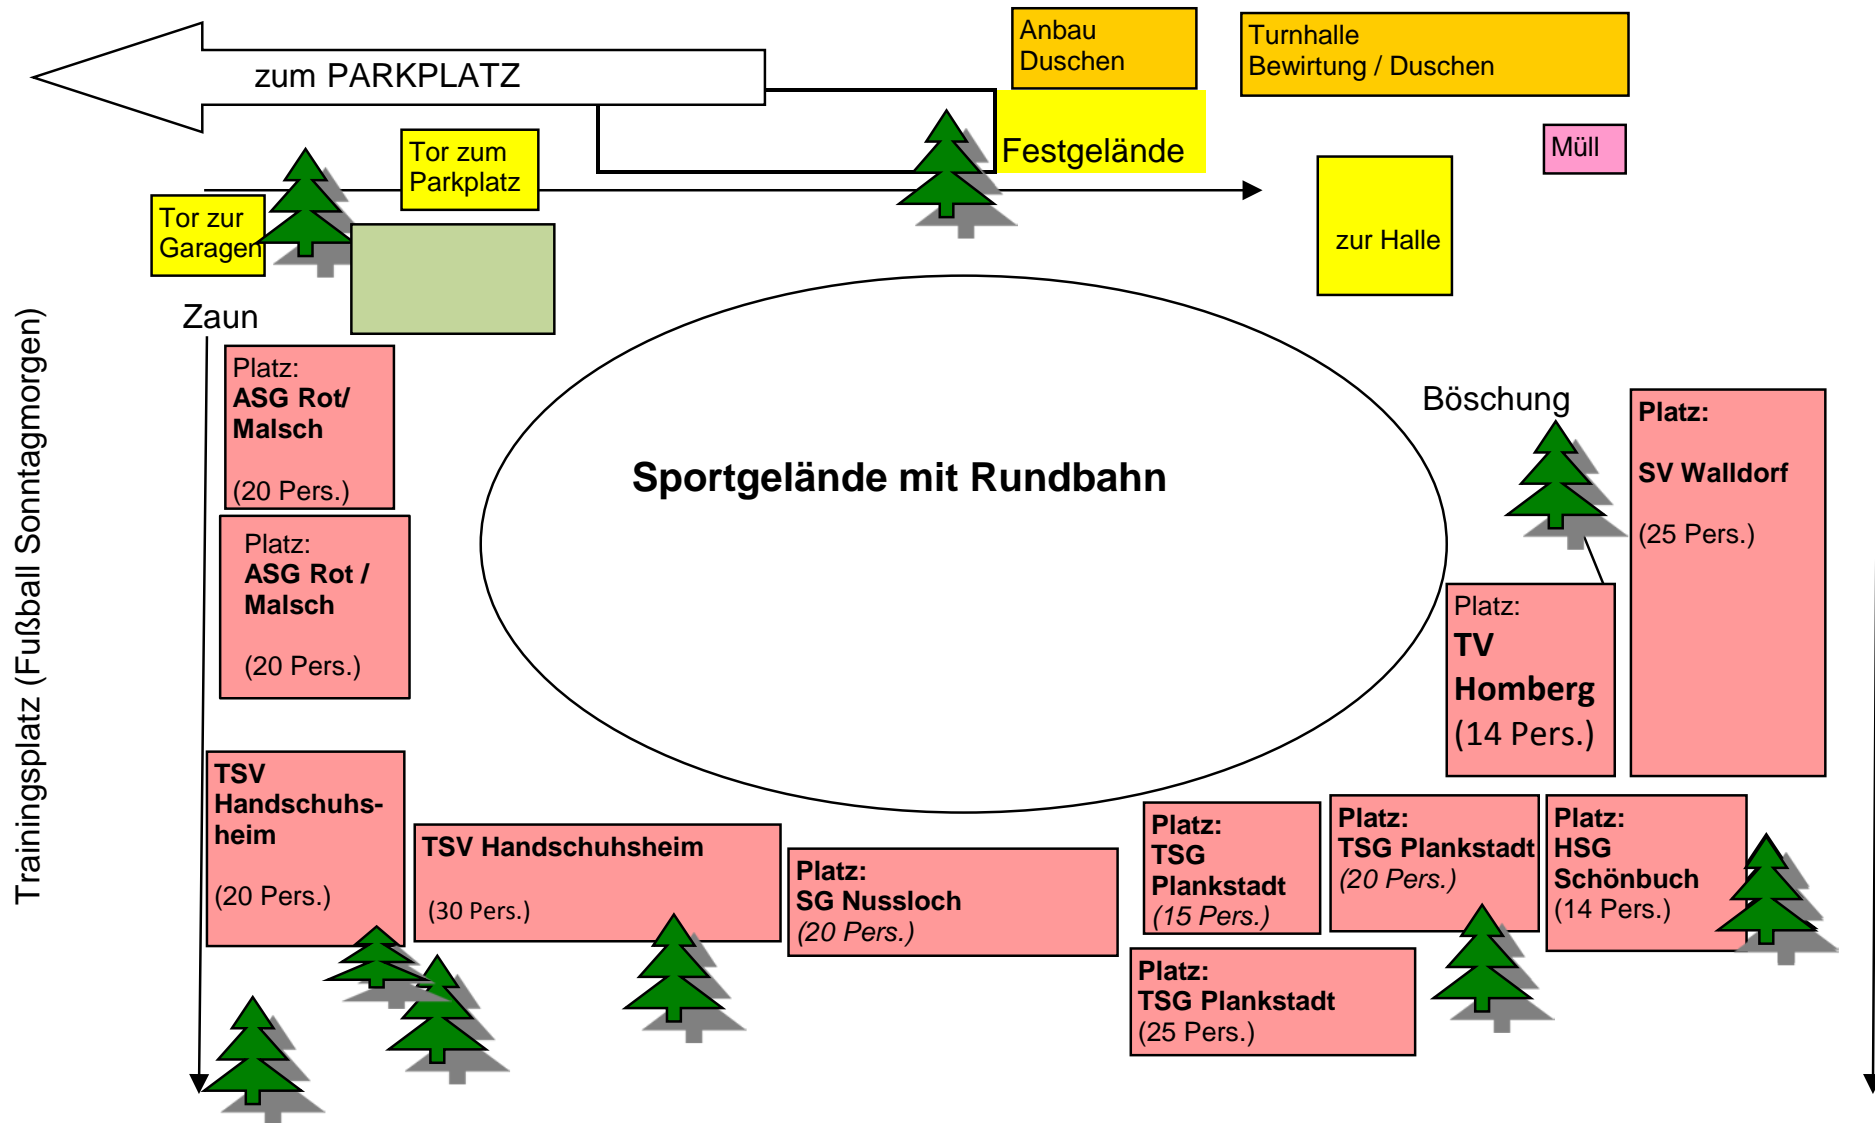 zum PARKPLATZ
Anbau
Duschen
Turnhalle
Bewirtung / Duschen
Festgelände
Müll
Tor zum
Parkplatz
Tor zur
Garagen
zur Halle
Zaun
Trainingsplatz (Fußball Sonntagmorgen)
Platz:
ASG Rot/
Malsch
(20 Pers.)
Platz:
ASG Rot /
Malsch
(20 Pers.)
Sportgelände mit Rundbahn
Böschung
Platz:
SV Walldorf
(25 Pers.)
Platz:
TV
Homberg
(14 Pers.)
TSV
Handschuhs-
heim
(20 Pers.)
TSV Handschuhsheim
(30 Pers.)
Platz:
SG Nussloch
(20 Pers.)
Platz:
TSG
Plankstadt
(15 Pers.)
Platz:
TSG Plankstadt
(20 Pers.)
Platz:
HSG
Schönbuch
(14 Pers.)
Platz:
TSG Plankstadt
(25 Pers.)